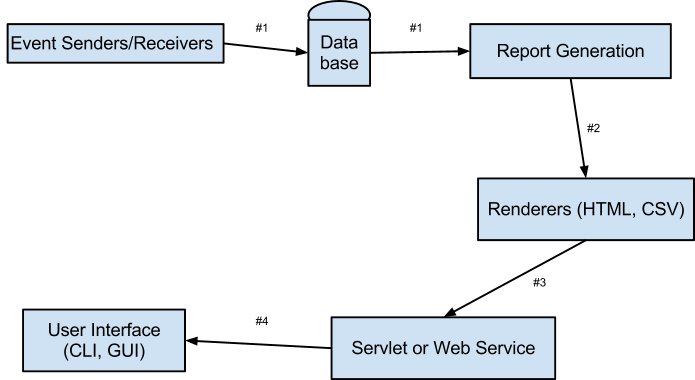 Event Senders/Receivers
#1
Data
base
#1
Report Generation
#2
Renderers (HTML, CSV)
#3
Servlet or Web Service
#4
User Interface
(CLI, GUI)